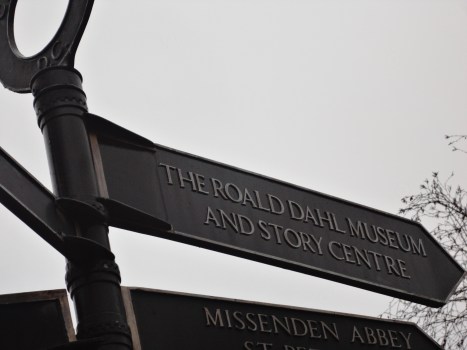 D.C.
THE ROALD DAHL MUSEUM
AND STORY CENTRE
MISSENDEN ABBEY